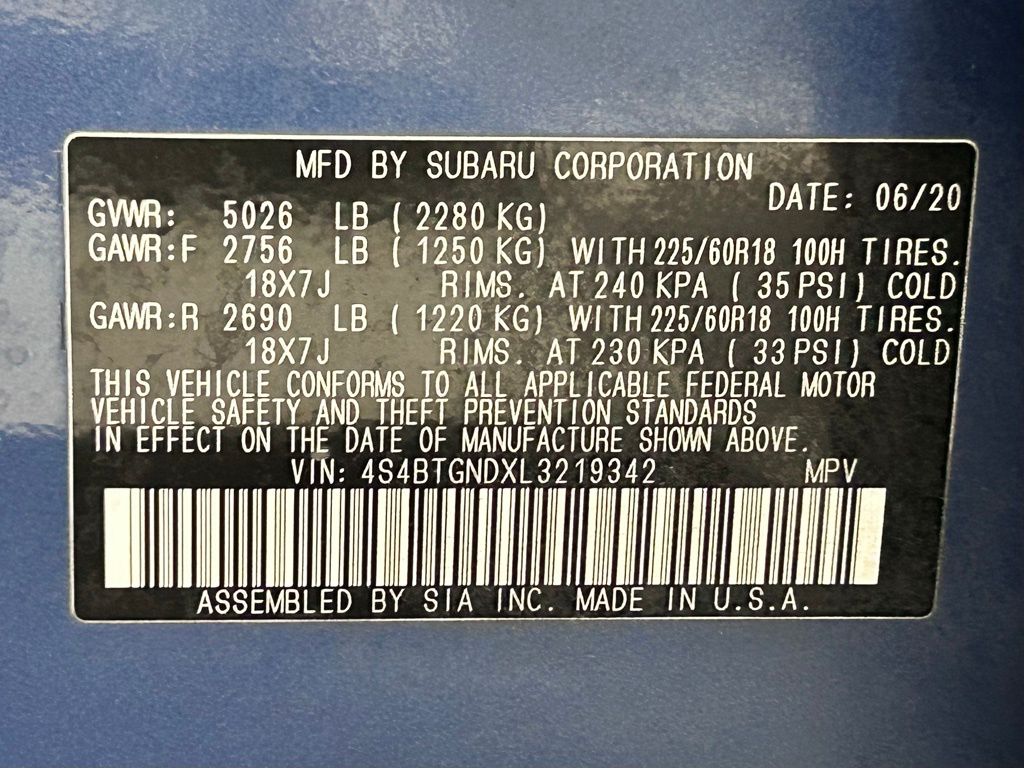 MFD BY SUBARU CORPORATION
DATE: 06/20
GVWR: 5026 LB ( 2280 KG)
GAWR:F 2756 LB ( 1250 KG) WITH 225/60R18 100H TIRES.
18X7J RIMS. AT 240 KPA ( 35 PSI) COLD
GAWR:R 2690 LB ( 1220 KG) WITH 225/60R18 100H TIRES.
18X7J RIMS. AT 230 KPA ( 33 PSI) COLD
THIS VEHICLE CONFORMS TO ALL APPLICABLE FEDERAL MOTOR
VEHICLE SAFETY AND THEFT PREVENTION STANDARDS
IN EFFECT ON THE DATE OF MANUFACTURE SHOWN ABOVE.
VIN: 4S4BTGNDXL3219342 MPV
ASSEMBLED BY SIA INC. MADE IN U.S.A.